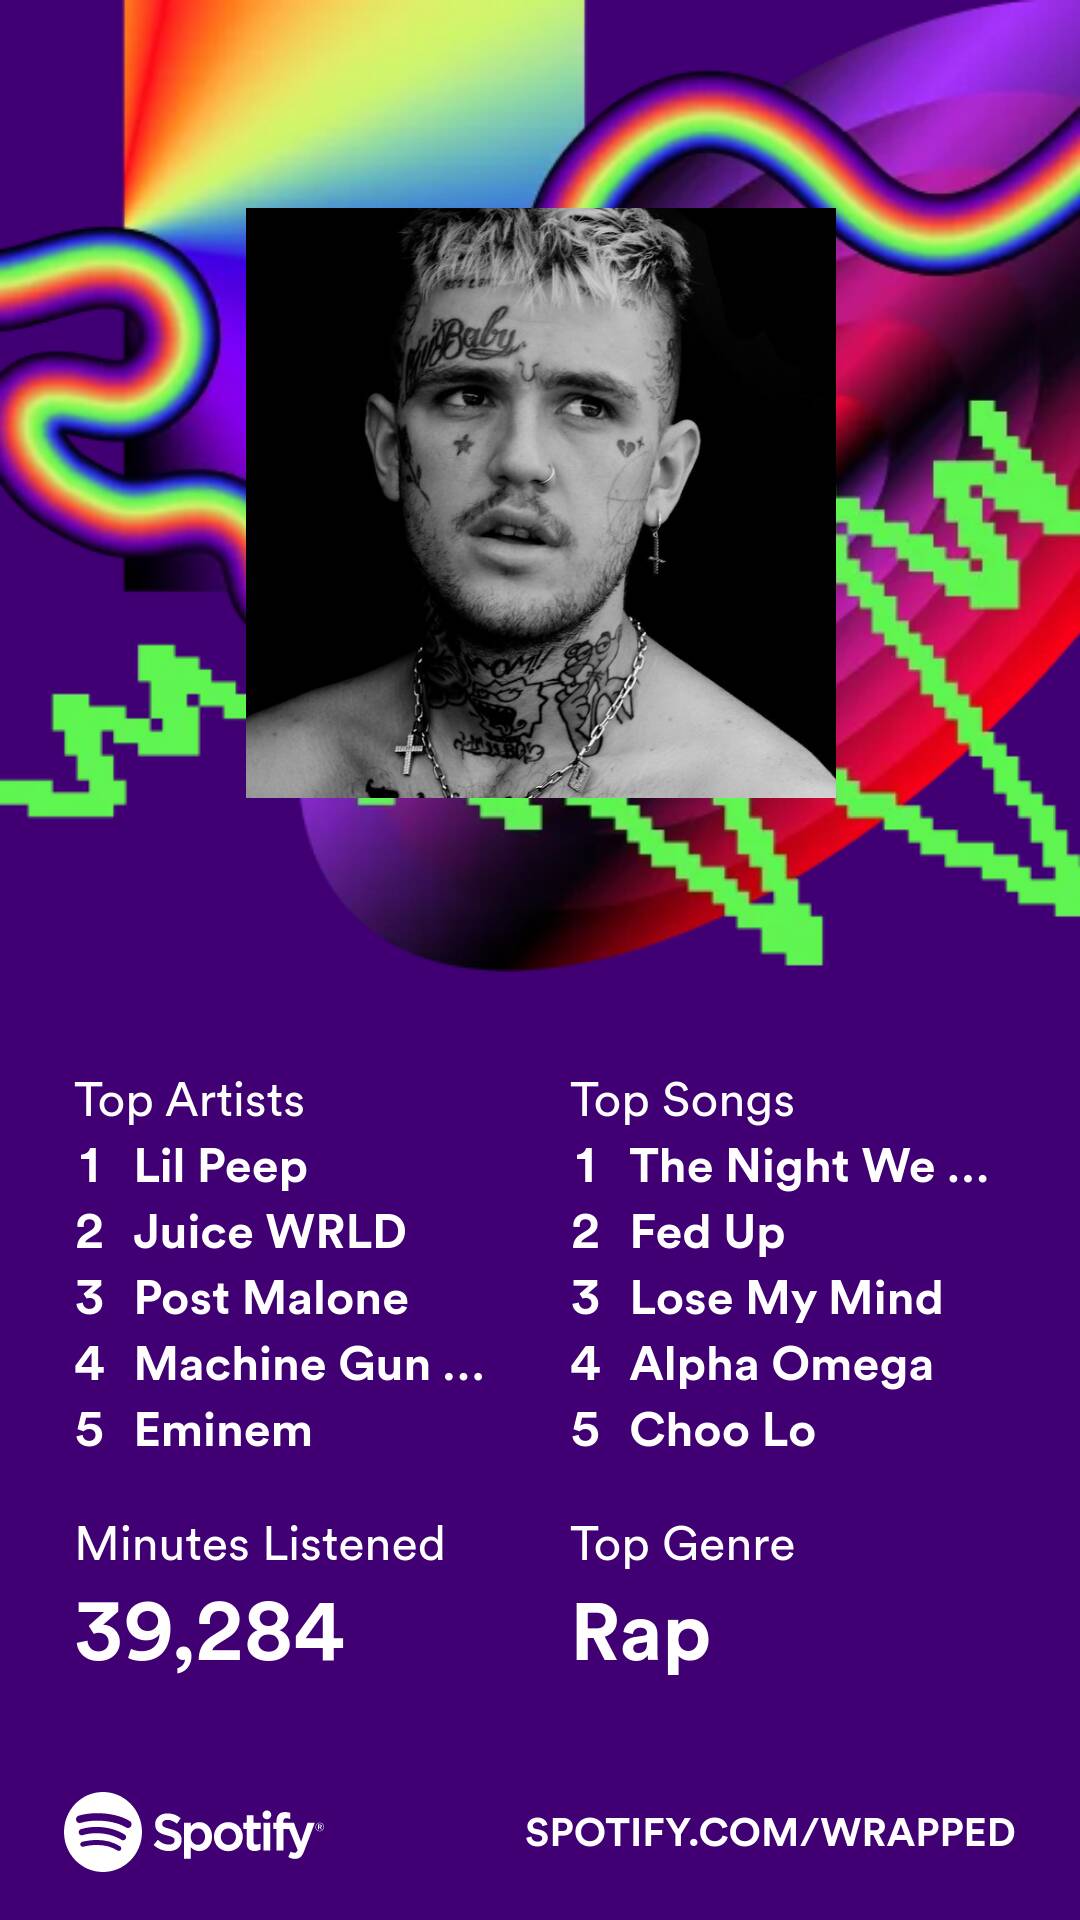 Baby
MOM!!
Top Artists
1 Lil Peep
2 Juice WRLD
3 Post Malone
4 Machine Gun ...
5 Eminem
Top Songs
1 The Night We ...
2 Fed Up
3 Lose My Mind
4 Alpha Omega
5 Choo Lo
Minutes Listened
39,284
Top Genre
Rap
Spotify®
SPOTIFY.COM/WRAPPED